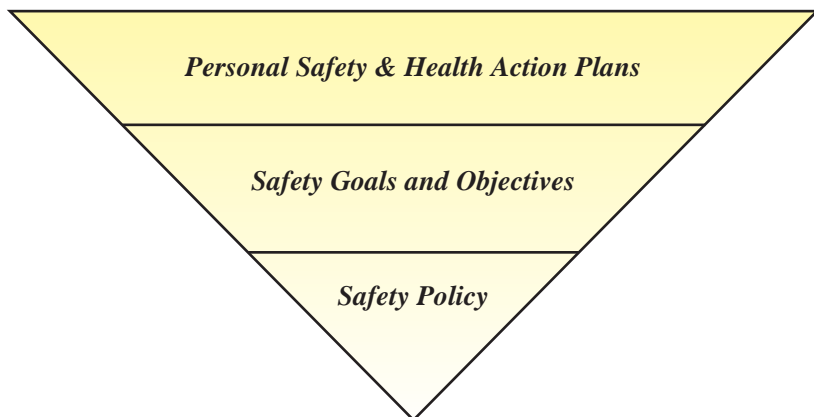 Personal Safety & Health Action Plans
Safety Goals and Objectives
Safety Policy